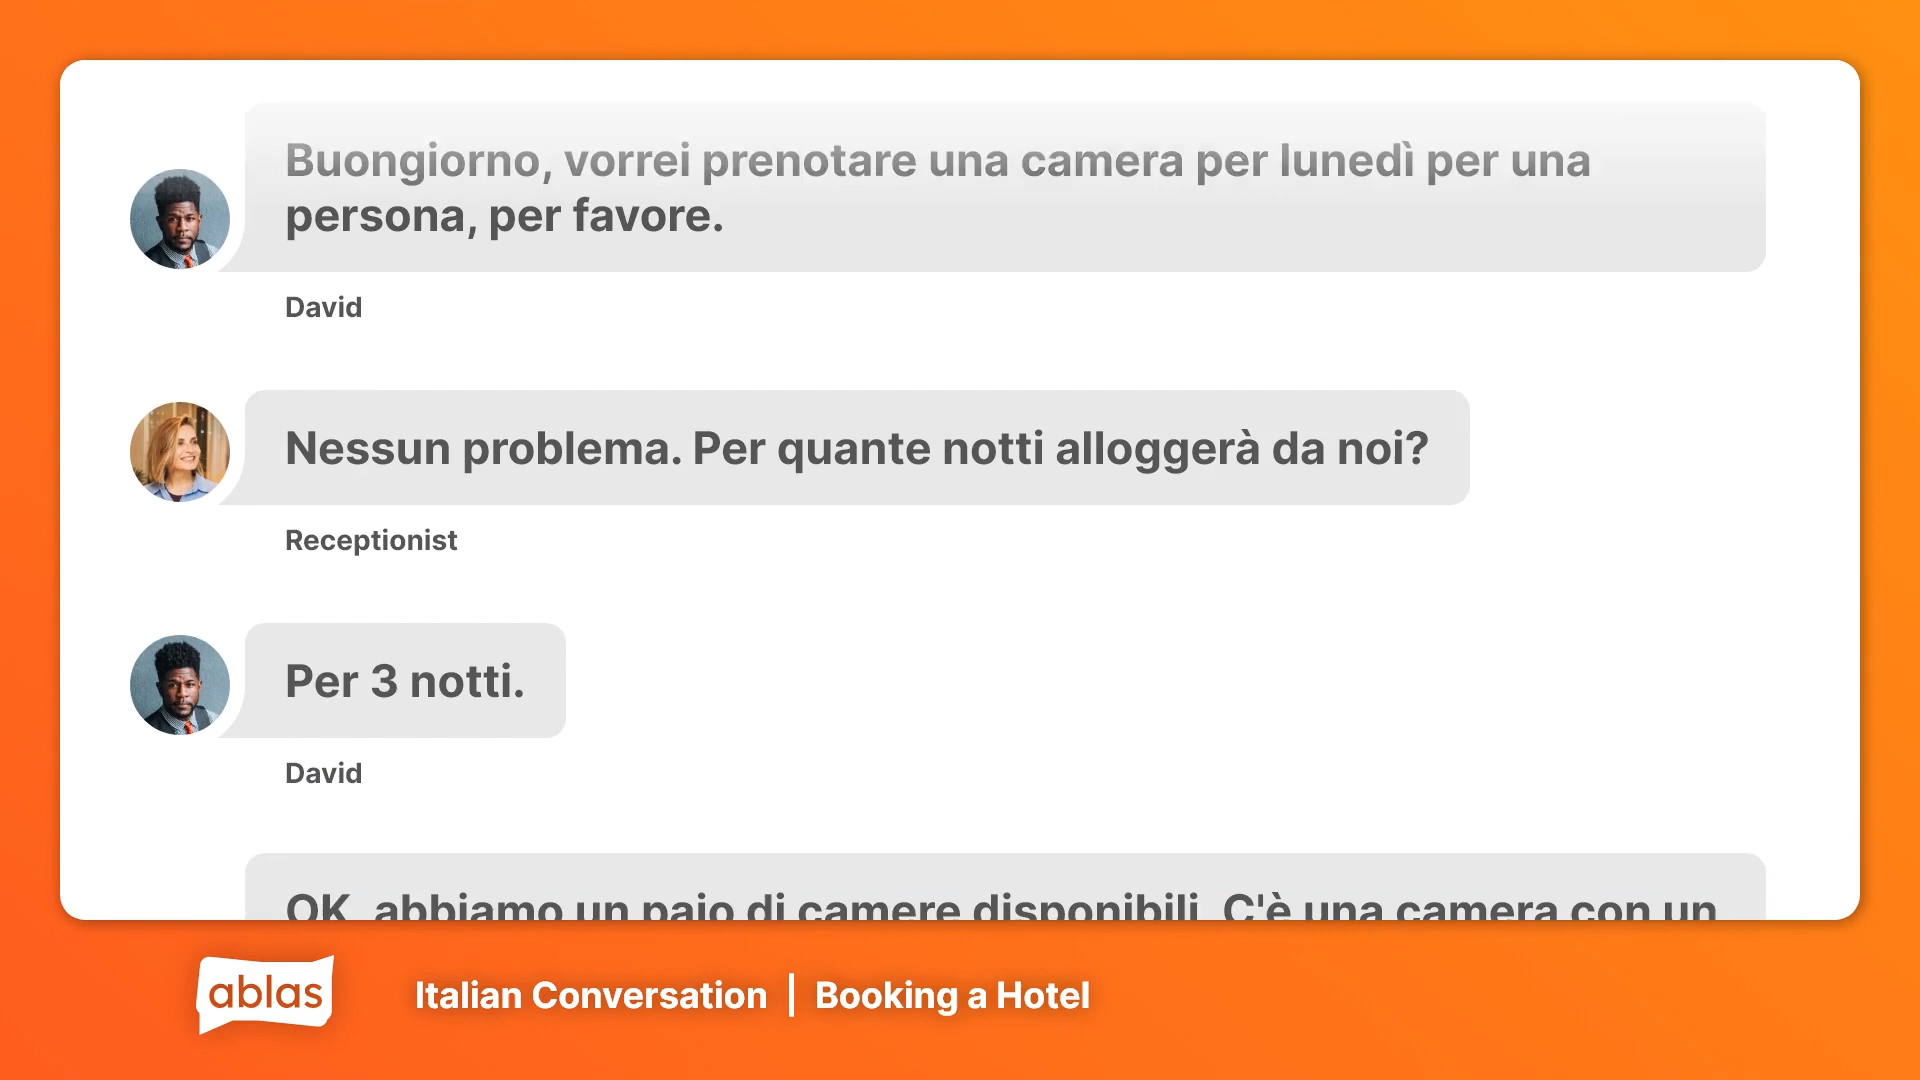 Buongiorno, vorrei prenotare una camera per lunedì per una
persona, per favore.
David
Nessun problema. Per quante notti alloggerà da noi?
Receptionist
Per 3 notti.
David
OK, abbiamo un paio di camere disponibili. C'è una camera con un
ablas
Italian Conversation | Booking a Hotel